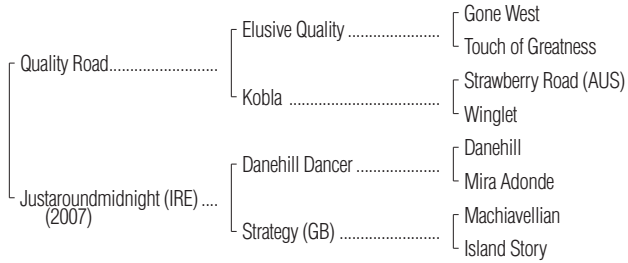 Gone West
Elusive Quality ..................
Touch of Greatness
Quality Road.....................
Strawberry Road (AUS)
Kobla .............................
Winglet
Danehill
Danehill Dancer ................
Mira Adonde
Justaroundmidnight (IRE) ....
(2007)
Machiavellian
Strategy (GB) ...................
Island Story